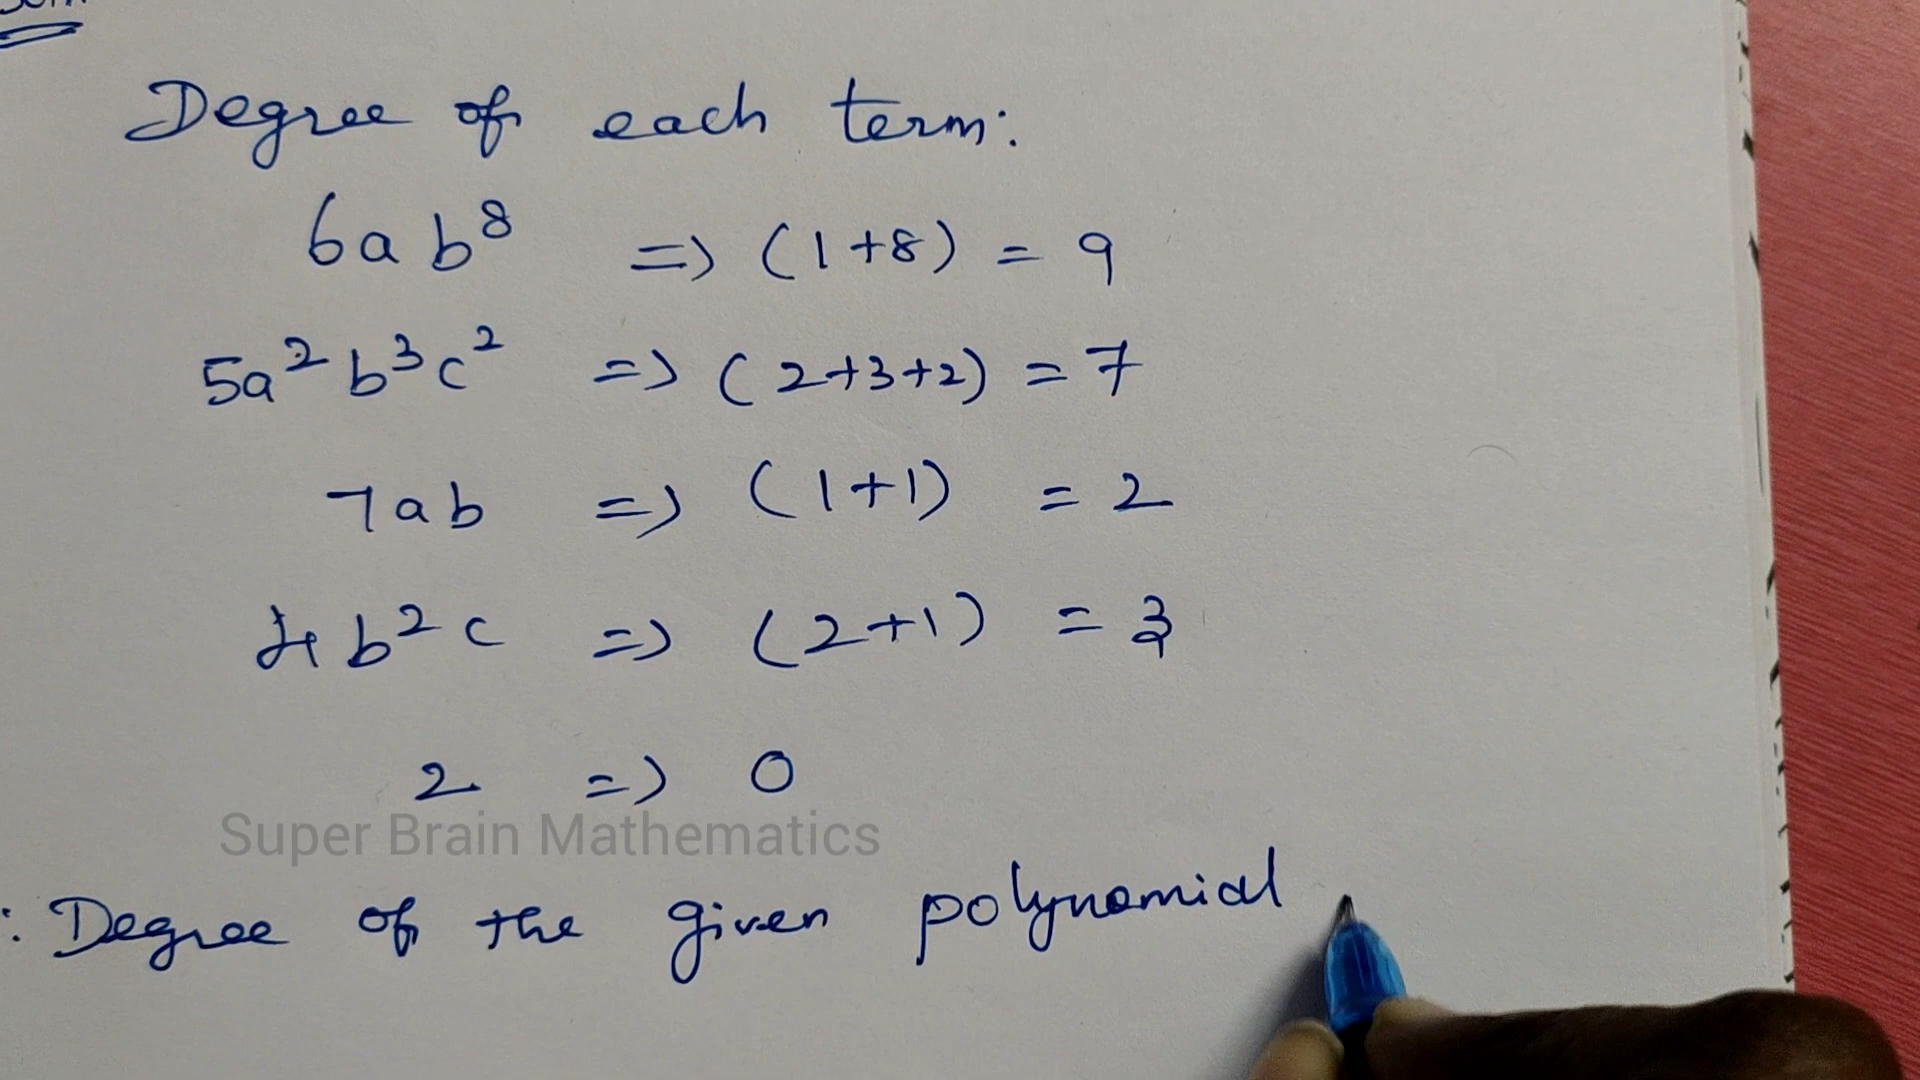 Degree of each term:
6ab⁸ => (1+8) = 9
5a²b³c² => (2+3+2) = 7
7ab => (1+1) = 2
4b²c => (2+1) = 3
2 => 0
Super Brain Mathematics
: Degree of the given polynomial